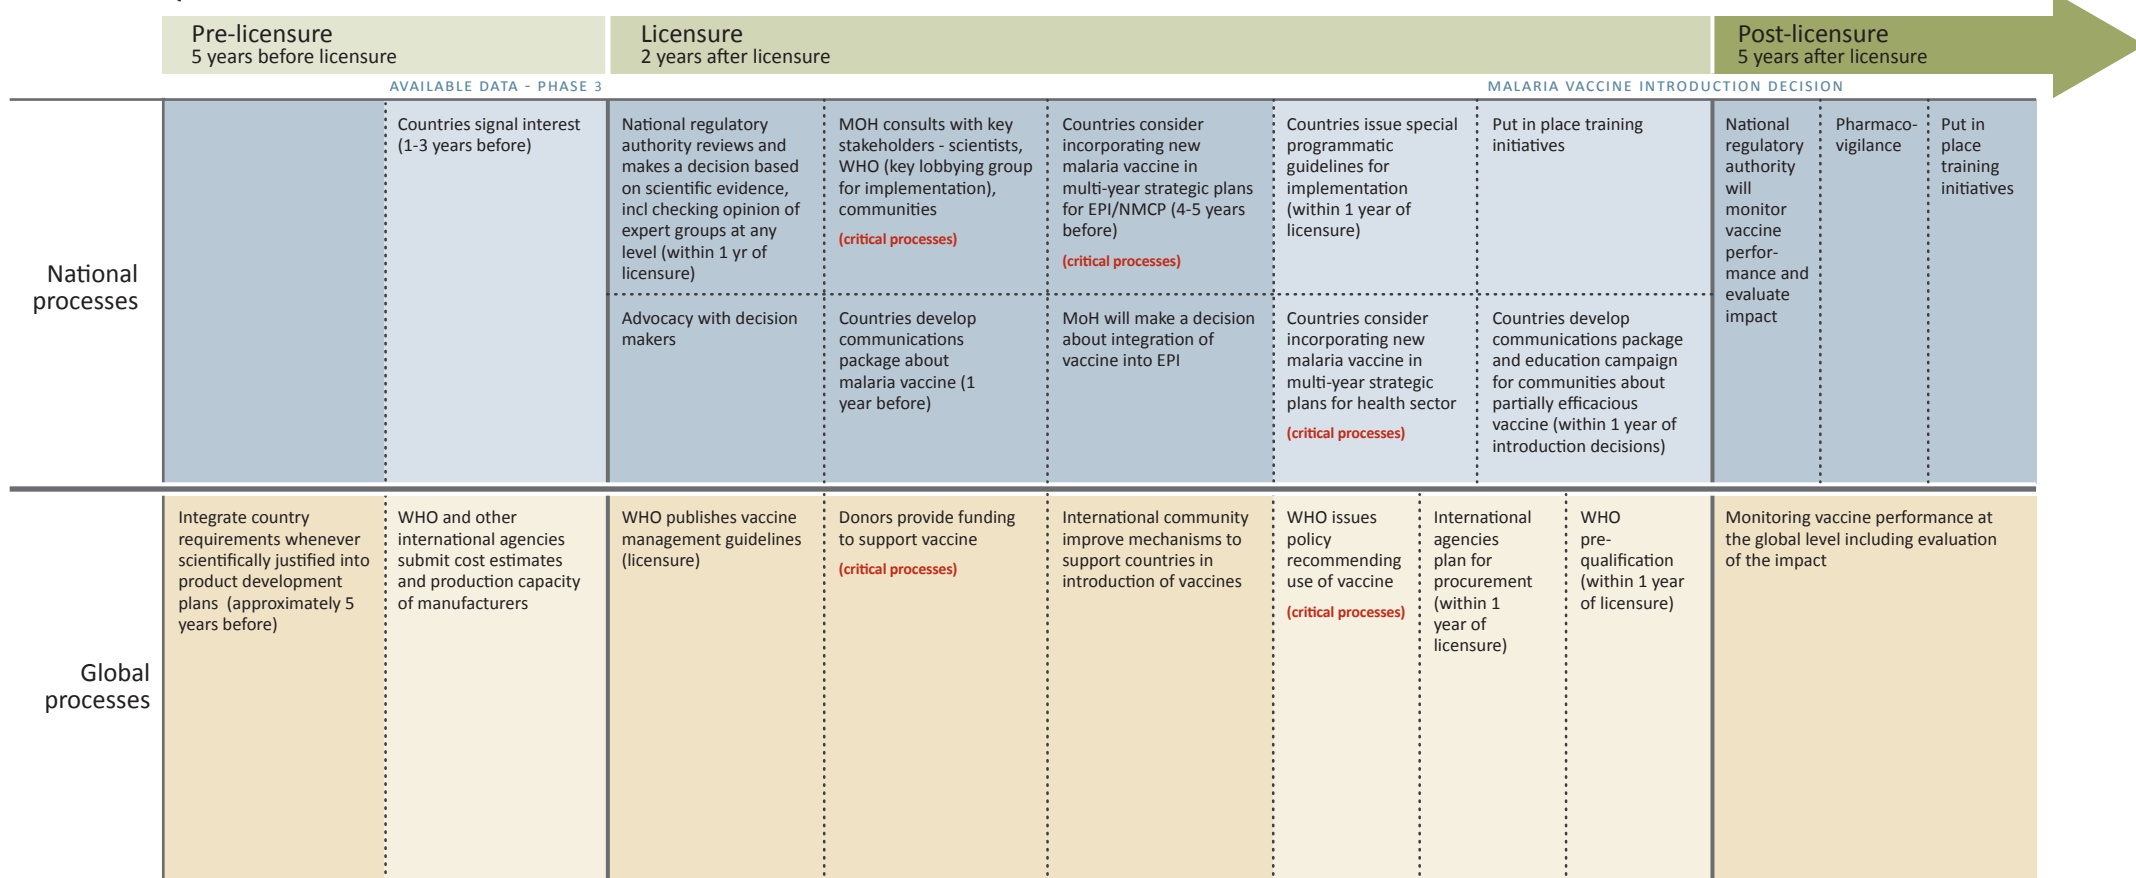 Pre-licensure
5 years before licensure
Licensure
2 years after licensure
Post-licensure
5 years after licensure
AVAILABLE DATA - PHASE 3
MALARIA VACCINE INTRODUCTION DECISION
National
processes
Countries signal interest
(1-3 years before)
National regulatory
authority reviews and
makes a decision based
on scientific evidence,
incl checking opinion of
expert groups at any
level (within 1 yr of
licensure)
MOH consults with key
stakeholders - scientists,
WHO (key lobbying group
for implementation),
communities
(critical processes)
Countries consider
incorporating new
malaria vaccine in
multi-year strategic plans
for EPI/NMCP (4-5 years
before)
(critical processes)
Countries issue special
programmatic
guidelines for
implementation
(within 1 year of
licensure)
Put in place training
initiatives
National
regulatory
authority
will
monitor
vaccine
perfor-
mance and
evaluate
impact
Pharmaco-
vigilance
Put in
place
training
initiatives
Advocacy with decision
makers
Countries develop
communications
package about
malaria vaccine (1
year before)
MoH will make a decision
about integration of
vaccine into EPI
Countries consider
incorporating new
malaria vaccine in
multi-year strategic
plans for health sector
(critical processes)
Countries develop
communications package
and education campaign
for communities about
partially efficacious
vaccine (within 1 year of
introduction decisions)
Global
processes
Integrate country
requirements whenever
scientifically justified into
product development
plans (approximately 5
years before)
WHO and other
international agencies
submit cost estimates
and production capacity
of manufacturers
WHO publishes vaccine
management guidelines
(licensure)
Donors provide funding
to support vaccine
(critical processes)
International community
improve mechanisms to
support countries in
introduction of vaccines
WHO issues
policy
recommending
use of vaccine
(critical processes)
International
agencies
plan for
procurement
(within 1
year of
licensure)
WHO
pre-
qualification
(within 1 year
of licensure)
Monitoring vaccine performance at
the global level including evaluation
of the impact